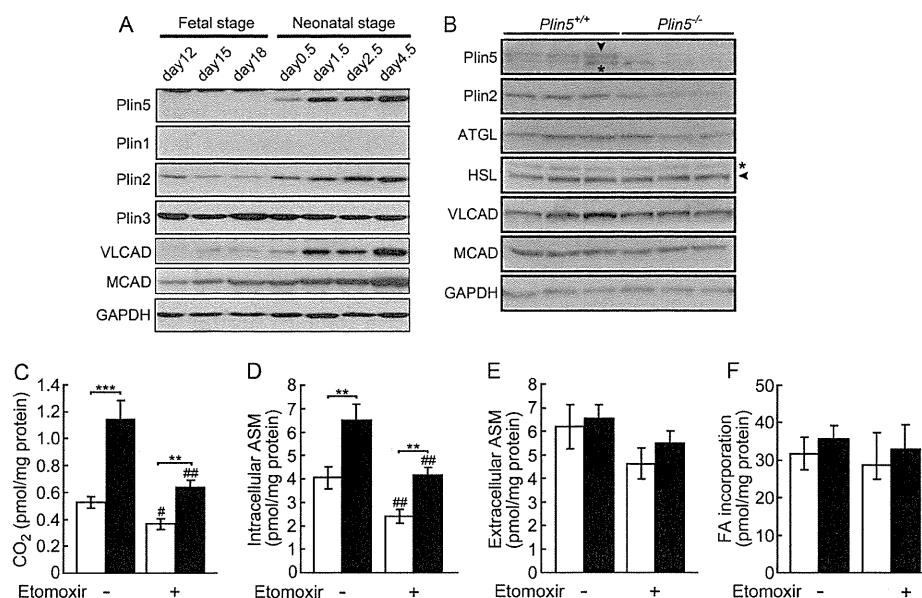 A
Fetal stage Neonatal stage
day12 day15 day18 day0.5 day1.5 day2.5 day4.5
Plin5
Plin1
Plin2
Plin3
VLCAD
MCAD
GAPDH
B
Plin5+/+ Plin5-/-
Plin5
*
Plin2
ATGL
HSL
*
VLCAD
MCAD
GAPDH
C
CO2 (pmol/mg protein)
1.4
1.2
1.0
0.8
0.6
0.4
0.2
0
***
**
#
##
Etomoxir - +
D
Intracellular ASM
(pmol/mg protein)
8
7
6
5
4
3
2
1
0
**
**
##
##
- +
E
Extracellular ASM
(pmol/mg protein)
8
7
6
5
4
3
2
1
0
Etomoxir - +
F
FA incorporation
(pmol/mg protein)
50
40
30
20
10
0
- +